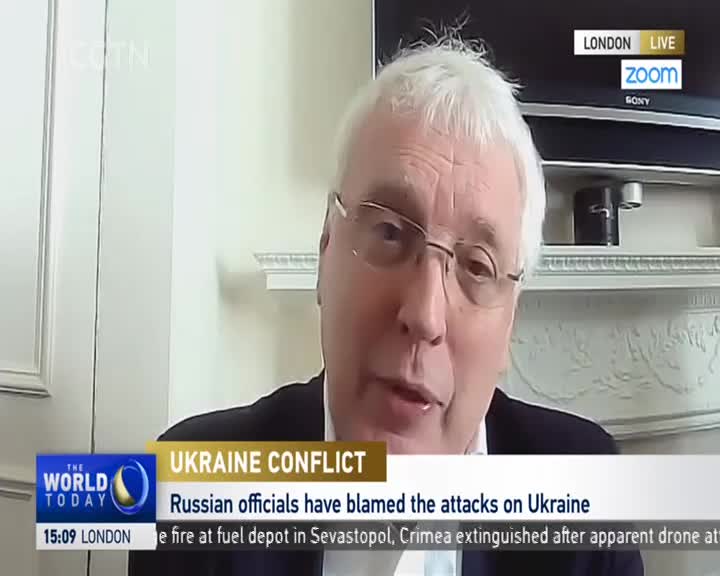 CGTN
LONDON LIVE
zoom
SONY
UKRAINE CONFLICT
THE WORLD TODAY
Russian officials have blamed the attacks on Ukraine
15:09 LONDON
fire at fuel depot in Sevastopol, Crimea extinguished after apparent drone